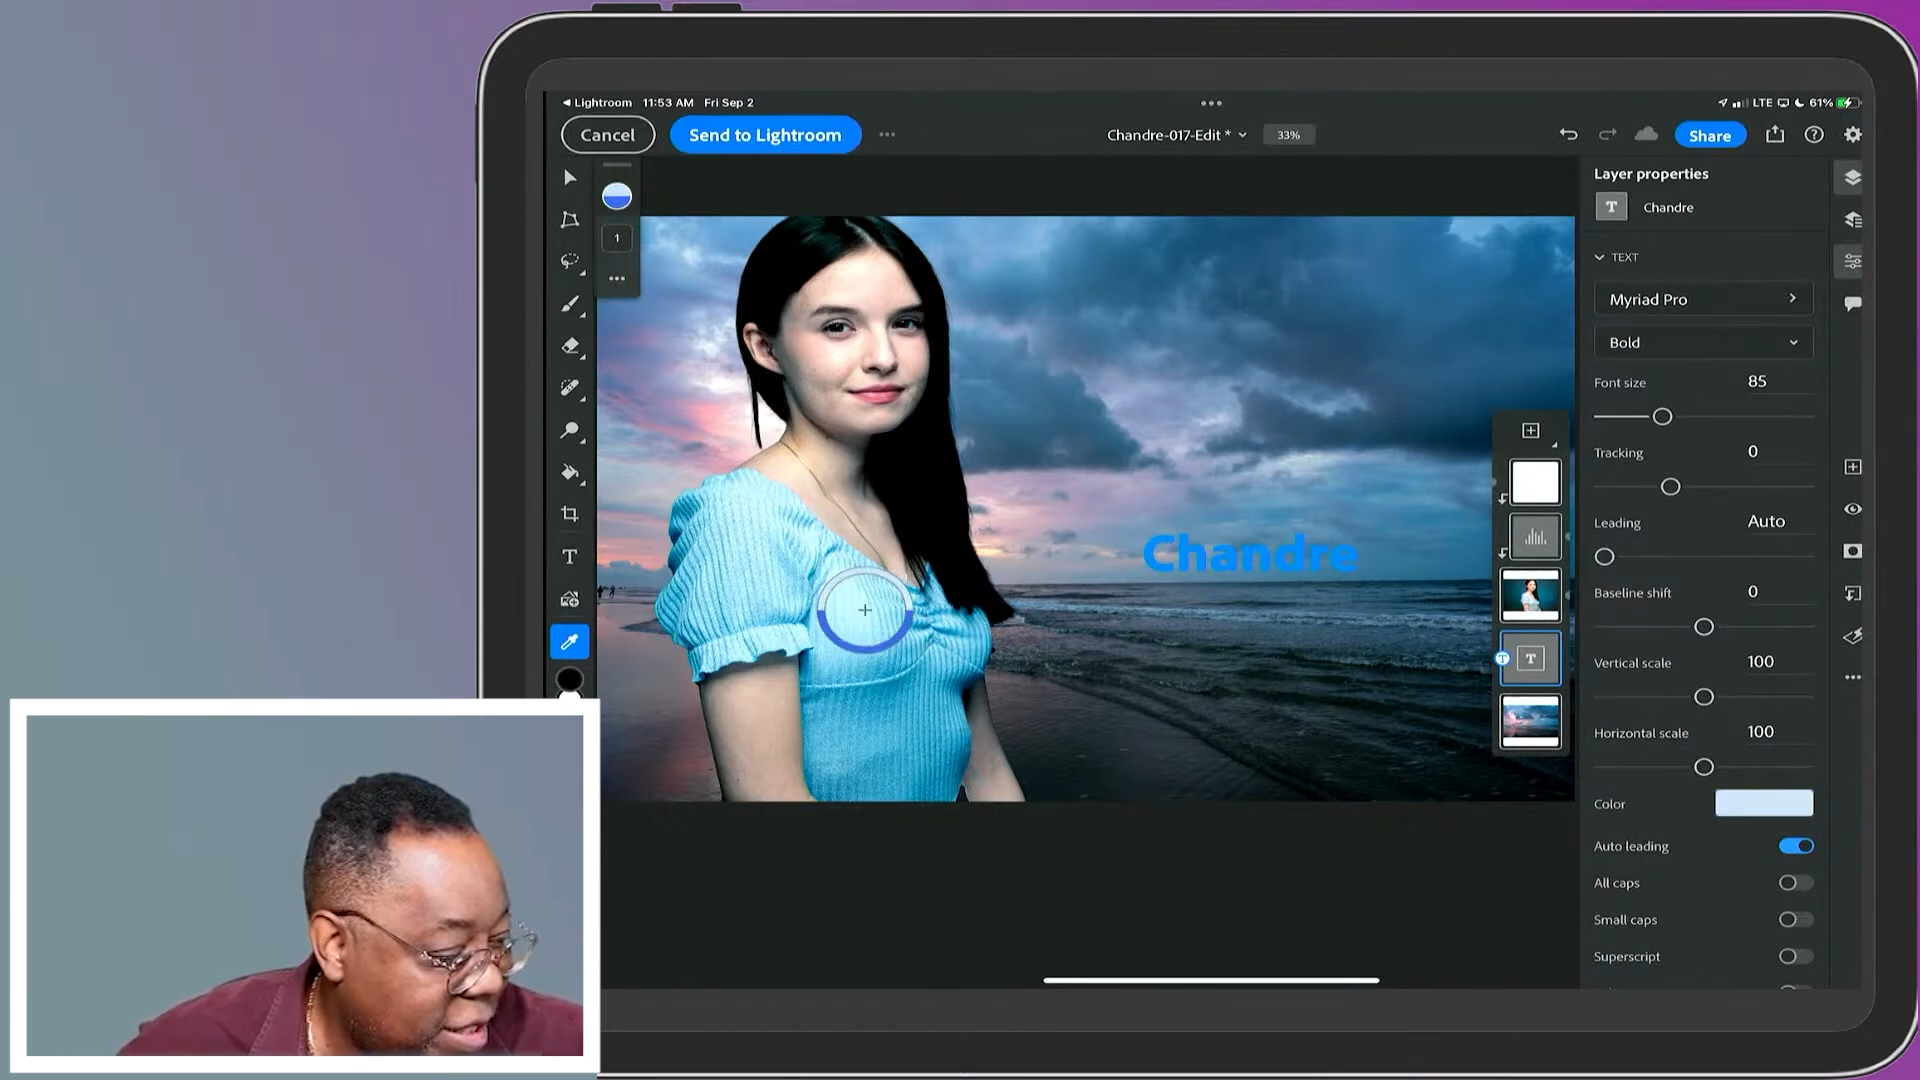 Lightroom 11:53 AM Fri Sep 2
LTE 61%
Cancel
Send to Lightroom
Chandre-017-Edit *
33%
Share
1
Chandre
T
T
T
T
Layer properties
T Chandre
TEXT
Myriad Pro
Bold
Font size 85
Tracking 0
Leading Auto
Baseline shift 0
Vertical scale 100
Horizontal scale 100
Color
Auto leading
All caps
Small caps
Superscript